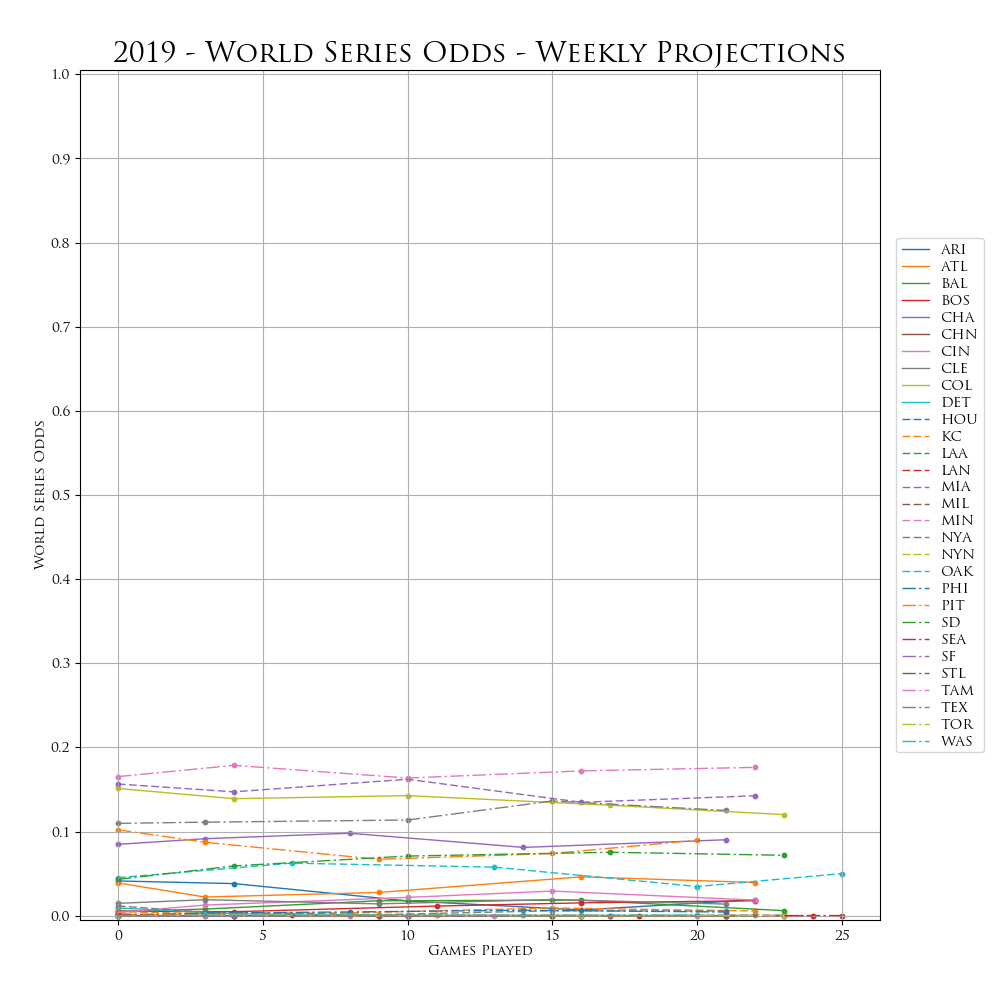 2019 - World Series Odds - Weekly Projections
1.0
0.9
0.8
0.7
0.6
0.5
0.4
0.3
0.2
0.1
0.0
World Series Odds
0 5 10 15 20 25
Games Played
ARI
ATL
BAL
BOS
CHA
CHN
CIN
CLE
COL
DET
HOU
KC
LAA
LAN
MIA
MIL
MIN
NYA
NYN
OAK
PHI
PIT
SD
SEA
SF
STL
TAM
TEX
TOR
WAS